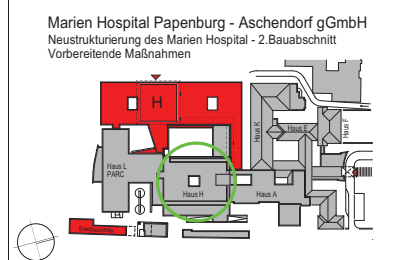 Marien Hospital Papenburg - Aschendorf gGmbH
Neustrukturierung des Marien Hospital - 2.Bauabschnitt
Vorbereitende Maßnahmen
H
Haus K
Haus E
Haus F
Haus L
PARC
Haus H
Haus A